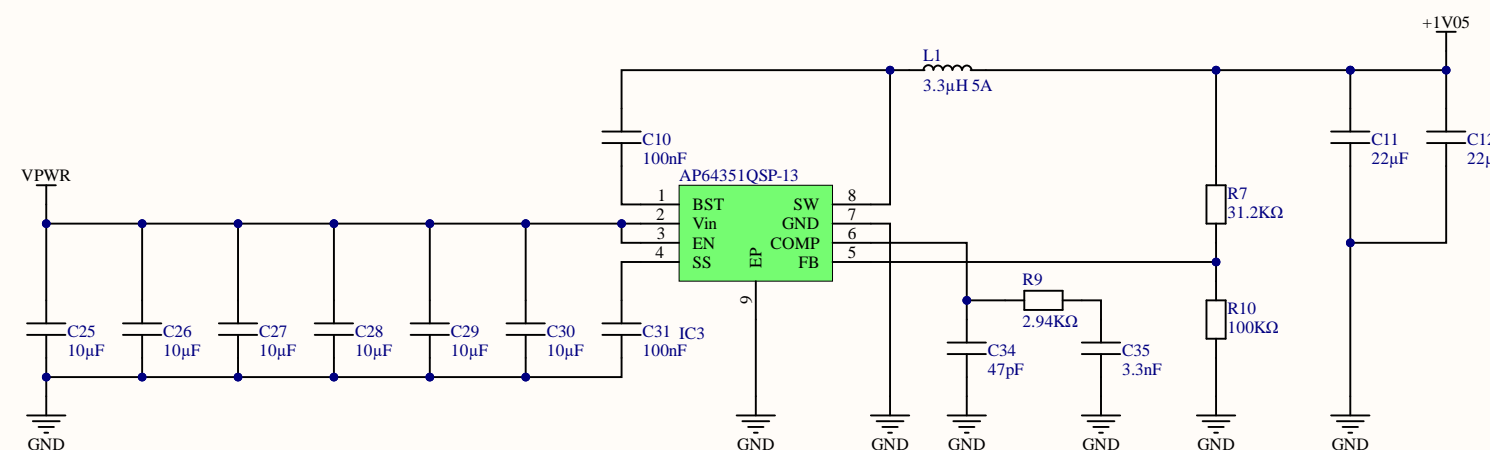 +1V05
L1
3.3µH 5A
C10
100nF
C11
22µF
C12
22µ
VPWR
AP64351QSP-13
1
BST
SW
8
2
Vin
GND
7
3
EN
COMP
6
4
SS
FB
5
EP
9
R7
31.2KΩ
R9
2.94KΩ
R10
100KΩ
C25
10µF
C26
10µF
C27
10µF
C28
10µF
C29
10µF
C30
10µF
C31
100nF
IC3
C34
47pF
C35
3.3nF
GND
GND
GND
GND
GND
GND
GND